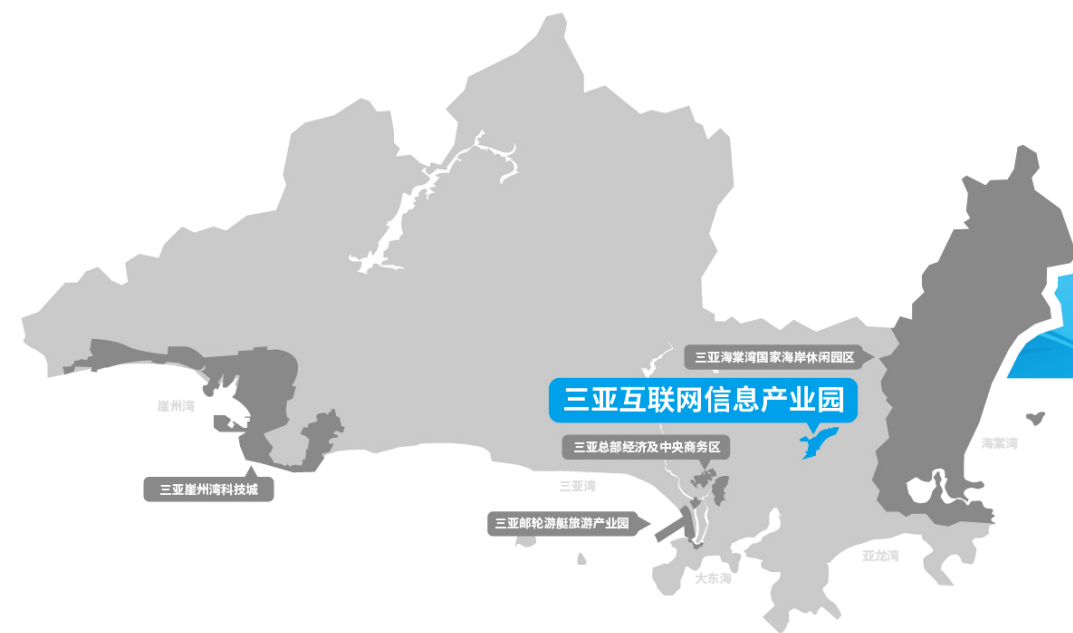 三亚海棠湾国家海岸休闲园区
三亚互联网信息产业园
崖州湾
海棠湾
三亚总部经济及中央商务区
三亚湾
三亚崖州湾科技城
三亚邮轮游艇旅游产业园
亚龙湾
大东海